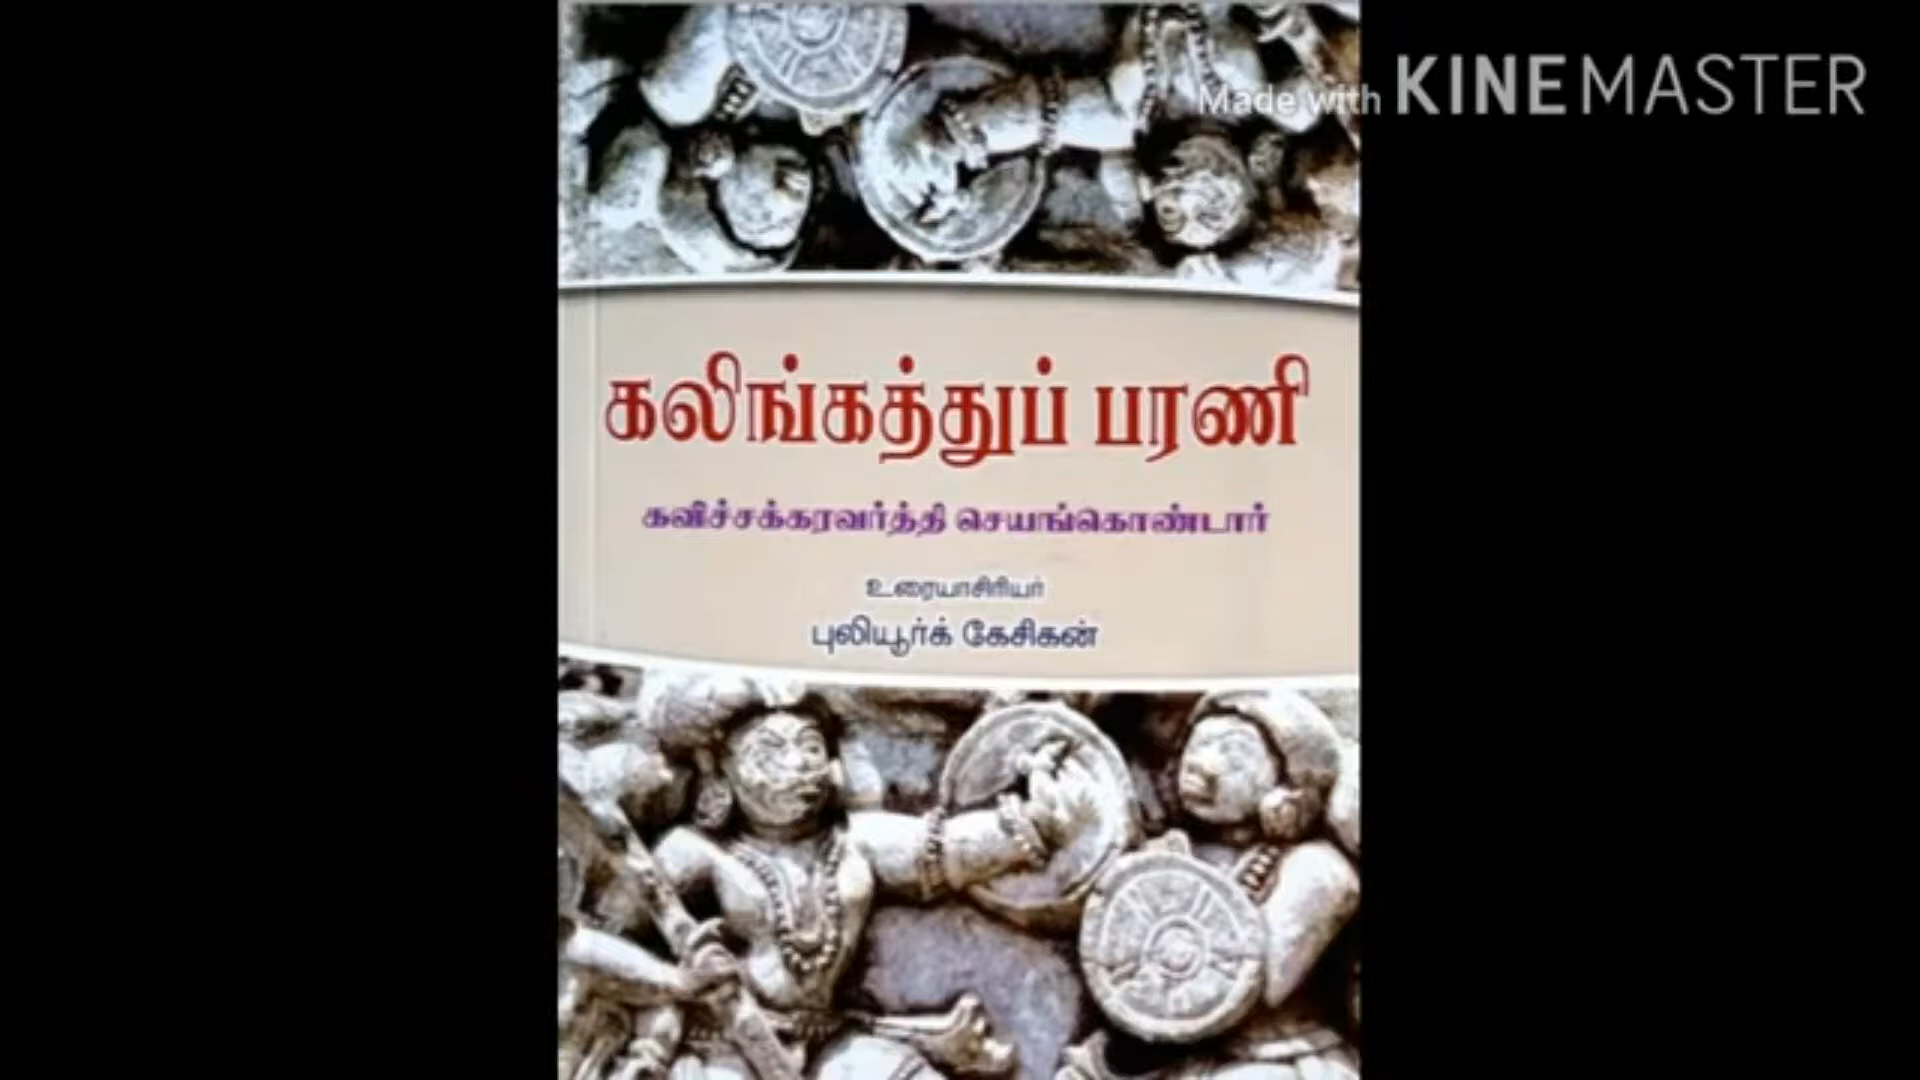 Made with KINEMASTER
கலிங்கத்துப் பரணி
கவிச்சக்கரவர்த்தி செயங்கொண்டார்
உரையாசிரியர்
புலியூர்க் கேசிகன்